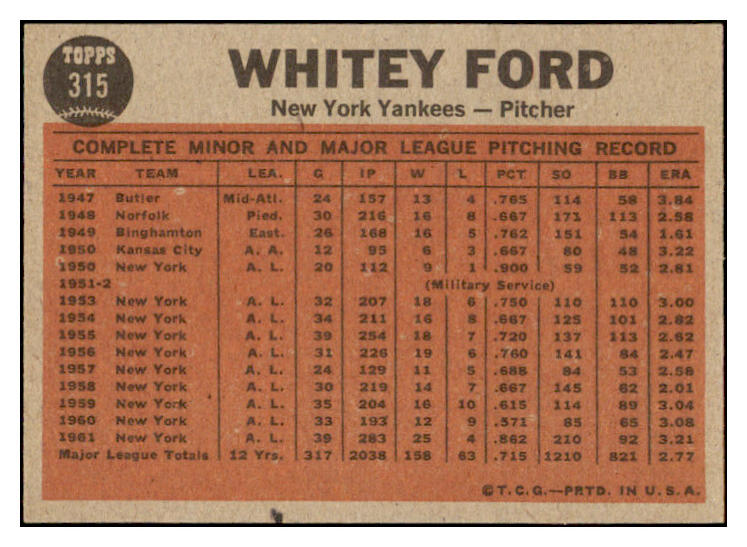 TOPPS
315
WHITEY FORD
New York Yankees — Pitcher
COMPLETE MINOR AND MAJOR LEAGUE PITCHING RECORD
YEAR TEAM LEA. G IP W L PCT SO BB ERA
1947 Butler Mid-Atl. 24 157 13 4 .765 114 58 3.84
1948 Norfolk Pied. 30 216 16 8 .667 171 113 2.58
1949 Binghamton East. 26 168 16 5 .762 151 54 1.61
1950 Kansas City A. A. 12 95 6 3 .667 80 48 3.22
1950 New York A. L. 20 112 9 1 .900 59 52 2.81
1951-2 (Military Service)
1953 New York A. L. 32 207 18 6 .750 110 110 3.00
1954 New York A. L. 34 211 16 8 .667 125 101 2.82
1955 New York A. L. 39 254 18 7 .720 137 113 2.62
1956 New York A. L. 31 226 19 6 .760 141 84 2.47
1957 New York A. L. 24 129 11 5 .688 84 53 2.58
1958 New York A. L. 30 219 14 7 .667 145 62 2.01
1959 New York A. L. 35 204 16 10 .615 114 89 3.04
1960 New York A. L. 33 193 12 9 .571 85 65 3.08
1961 New York A. L. 39 283 25 4 .862 210 92 3.21
Major League Totals 12 Yrs. 317 2038 158 63 .715 1210 821 2.77
©T.C.G.—PRTD. IN U.S.A.